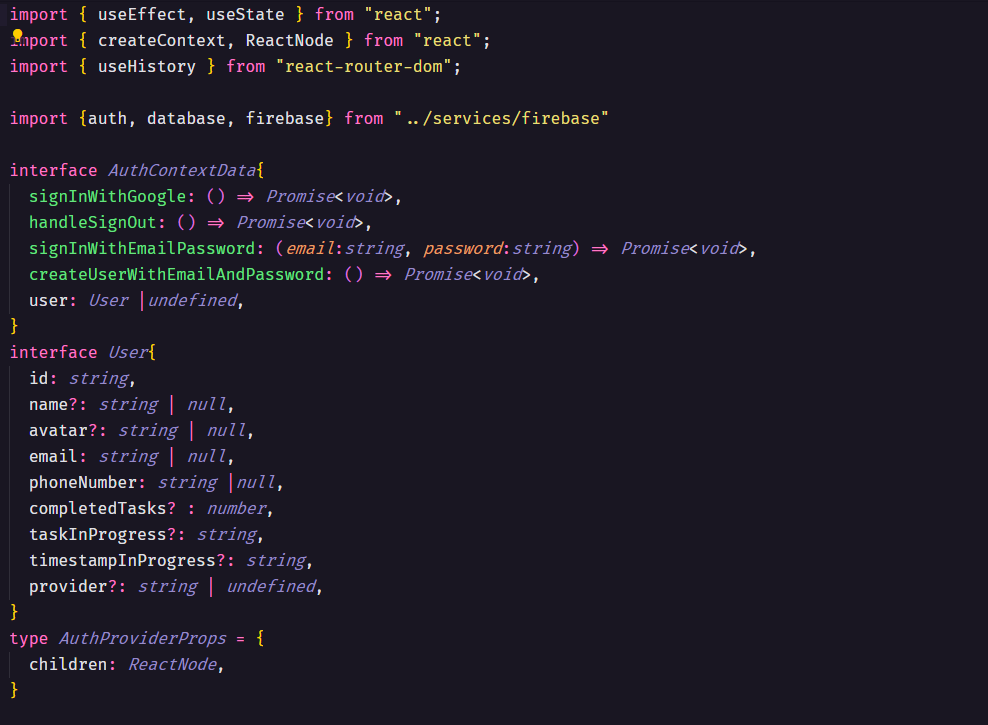 import { useEffect, useState } from "react";
import { createContext, ReactNode } from "react";
import { useHistory } from "react-router-dom";

import {auth, database, firebase} from "../services/firebase"

interface AuthContextData{
  signInWithGoogle: () => Promise<void>,
  handleSignOut: () => Promise<void>,
  signInWithEmailPassword: (email:string, password:string) => Promise<void>,
  createUserWithEmailAndPassword: () => Promise<void>,
  user: User |undefined,
}
interface User{
  id: string,
  name?: string | null,
  avatar?: string | null,
  email: string | null,
  phoneNumber: string |null,
  completedTasks? : number,
  taskInProgress?: string,
  timestampInProgress?: string,
  provider?: string | undefined,
}
type AuthProviderProps = {
  children: ReactNode,
}